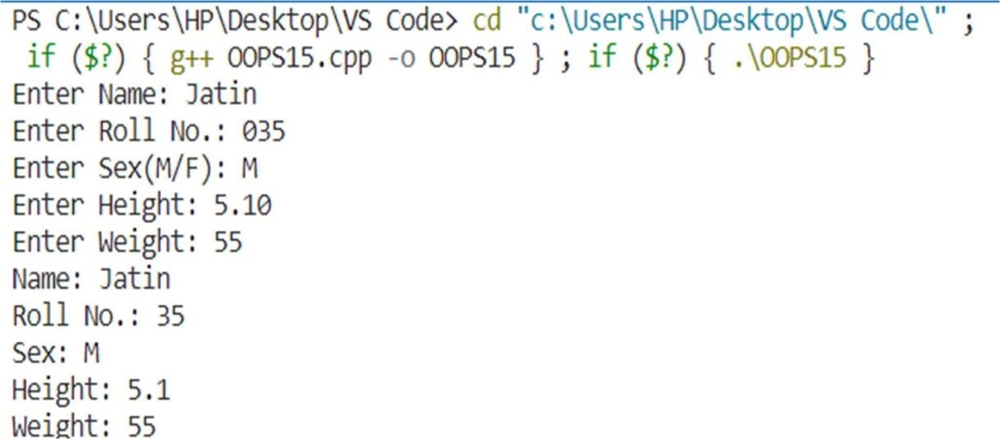 PS C:\Users\HP\Desktop\VS Code> cd "c:\Users\HP\Desktop\VS Code\" ;
if ($?) { g++ OOPS15.cpp -o OOPS15 } ; if ($?) { .\OOPS15 }
Enter Name: Jatin
Enter Roll No.: 035
Enter Sex(M/F): M
Enter Height: 5.10
Enter Weight: 55
Name: Jatin
Roll No.: 35
Sex: M
Height: 5.1
Weight: 55